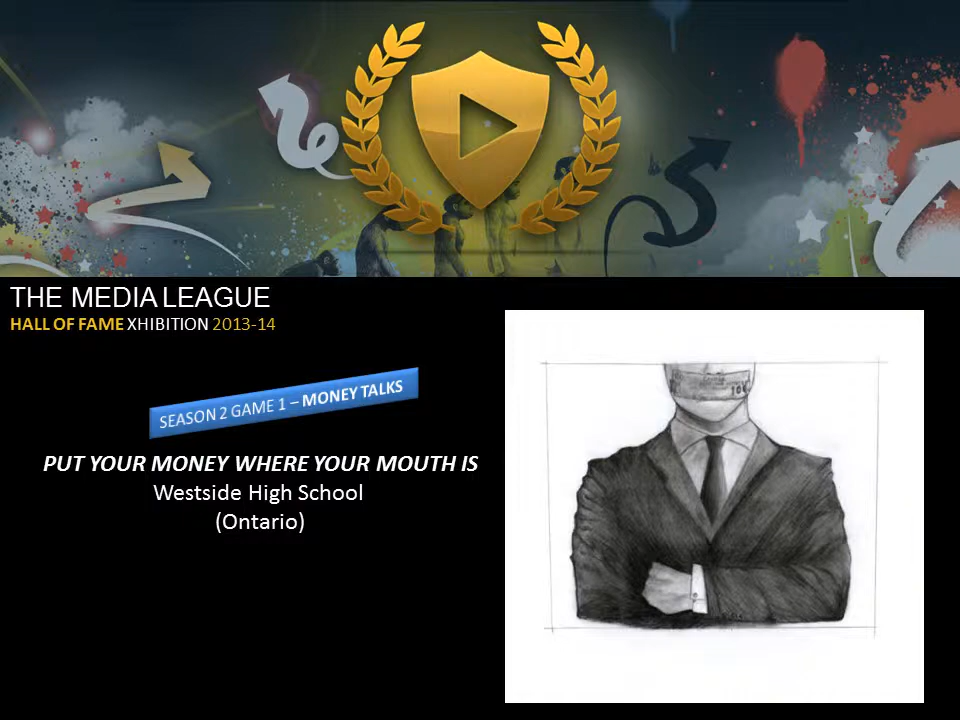 THE MEDIA LEAGUE
HALL OF FAME XHIBITION 2013-14
SEASON 2 GAME 1 – MONEY TALKS
PUT YOUR MONEY WHERE YOUR MOUTH IS
Westside High School
(Ontario)